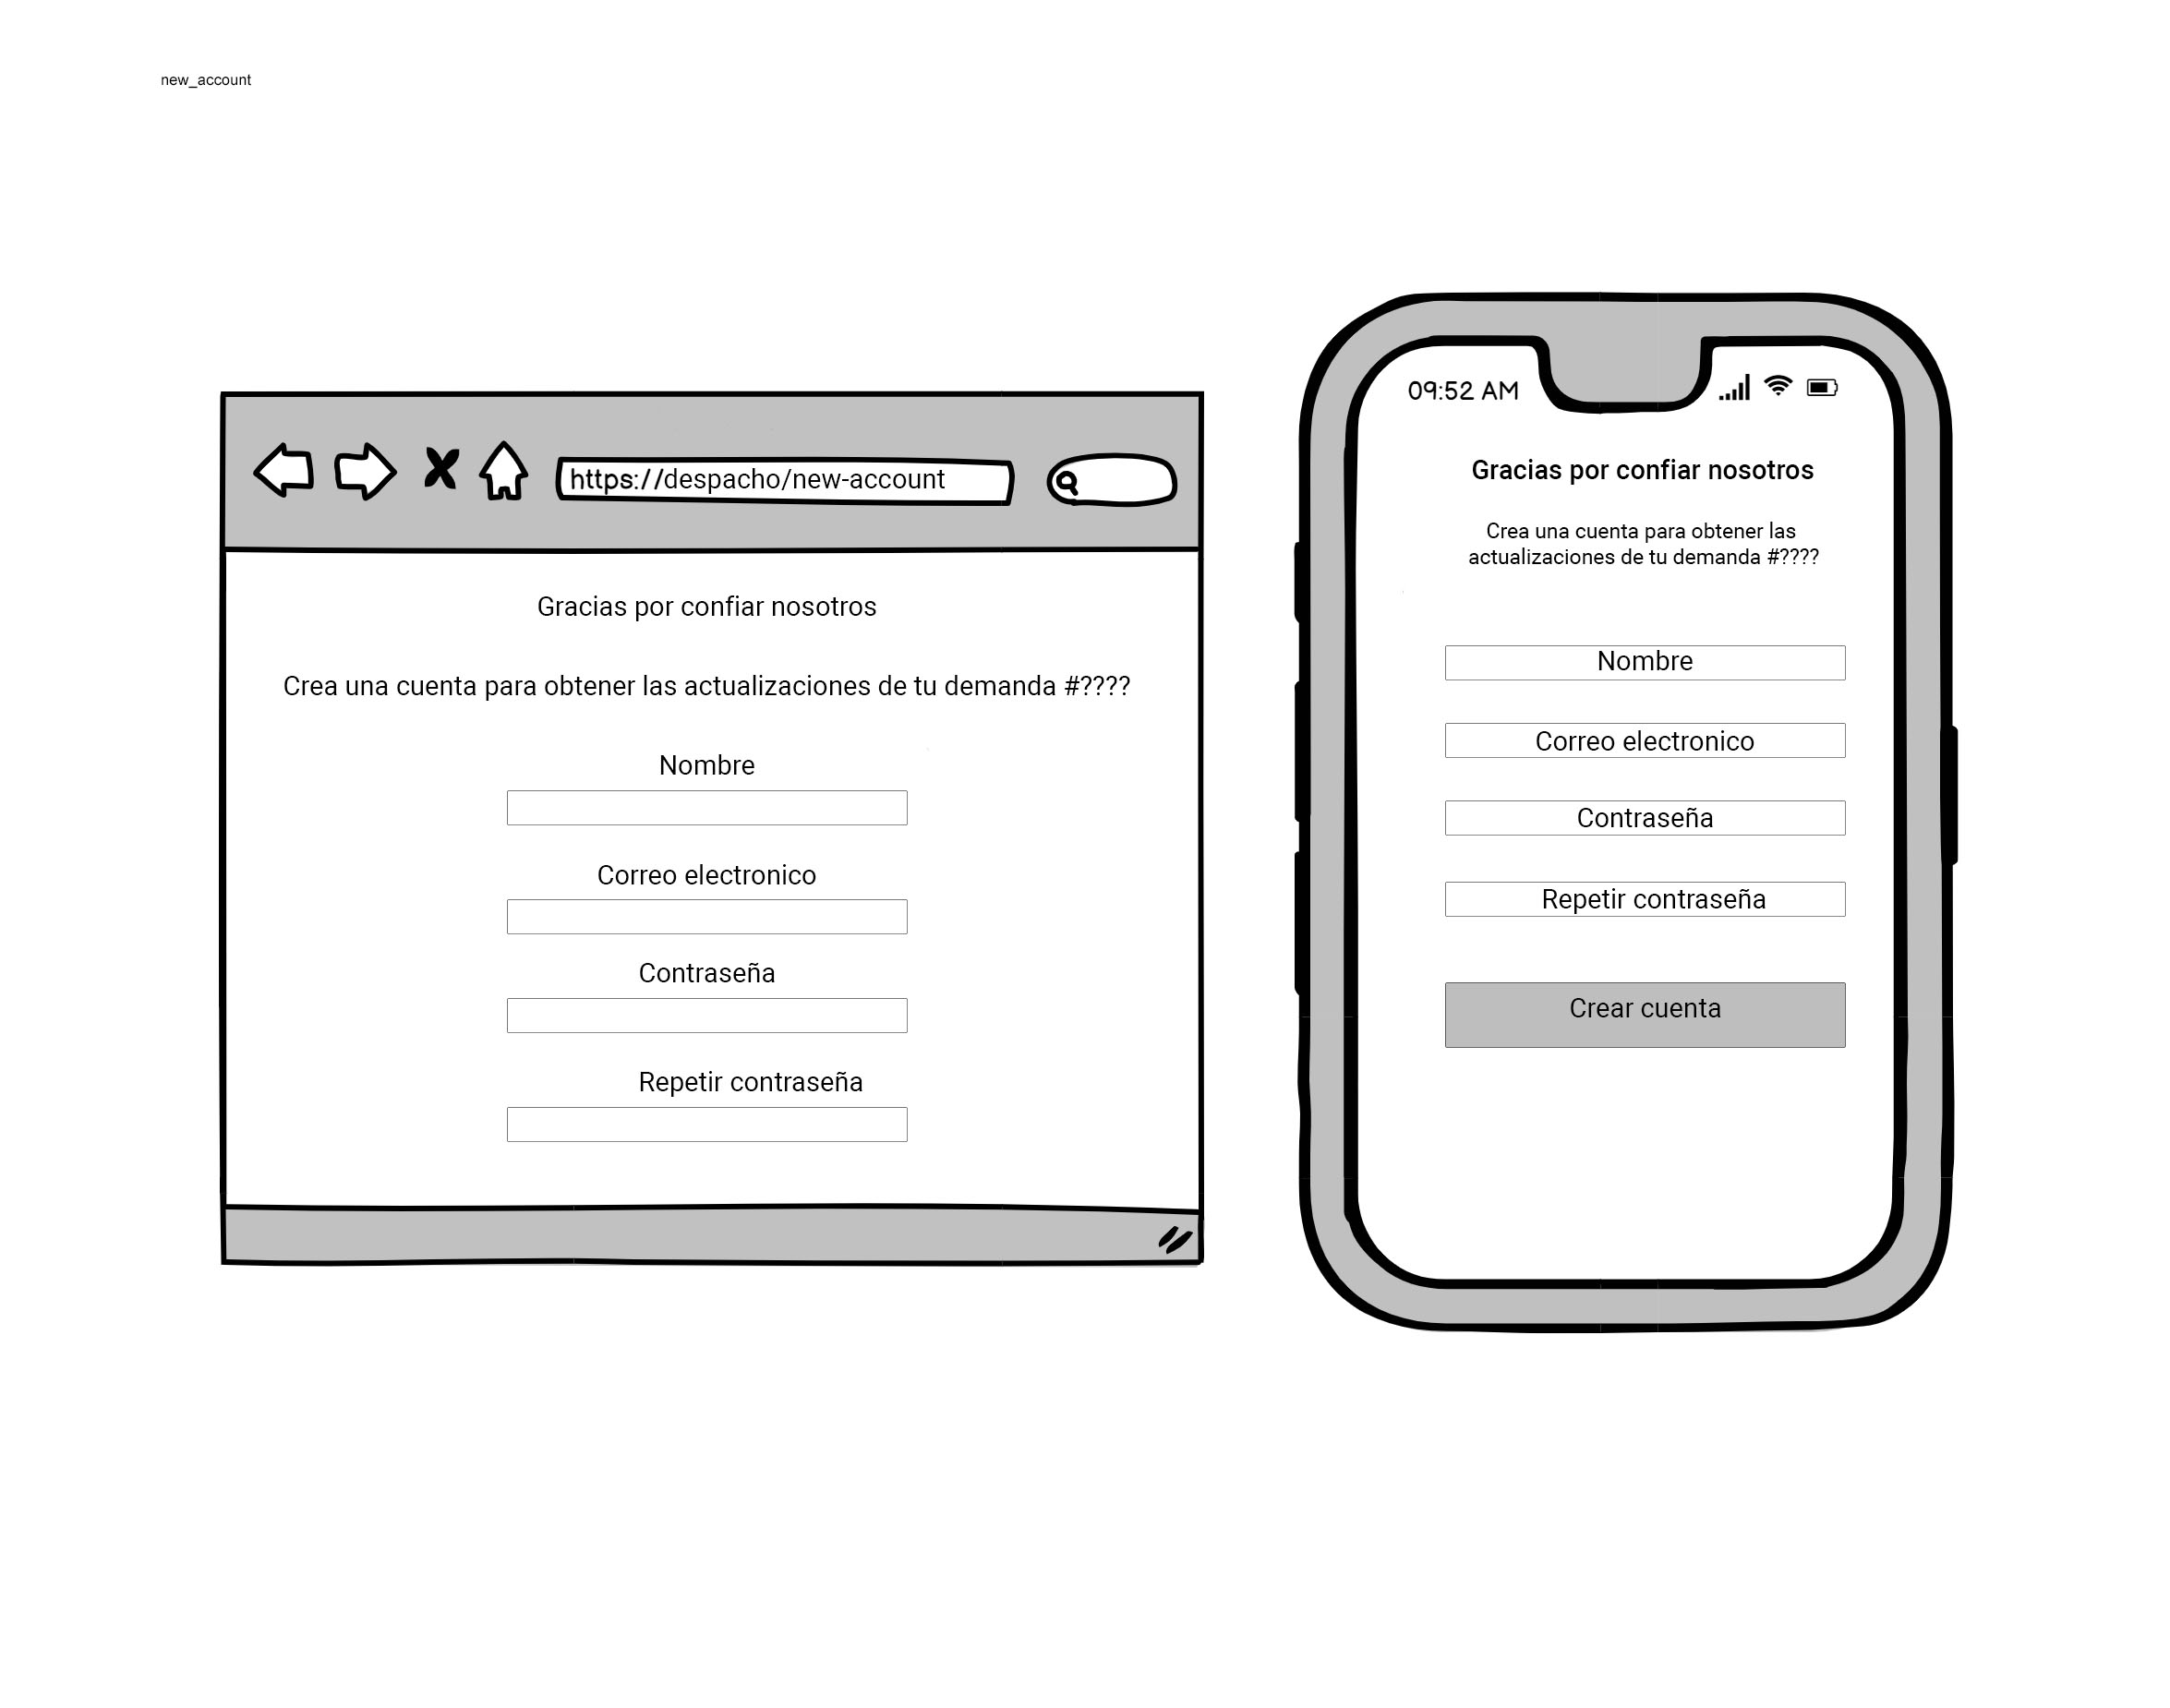 new_account
https://despacho/new-account
Gracias por confiar nosotros
Crea una cuenta para obtener las actualizaciones de tu demanda #????
Nombre
Correo electronico
Contraseña
Repetir contraseña
09:52 AM
Gracias por confiar nosotros
Crea una cuenta para obtener las
actualizaciones de tu demanda #????
Nombre
Correo electronico
Contraseña
Repetir contraseña
Crear cuenta